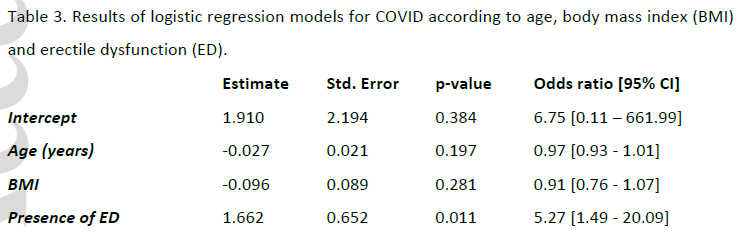 Table 3. Results of logistic regression models for COVID according to age, body mass index (BMI)
and erectile dysfunction (ED).
Estimate Std. Error p-value Odds ratio [95% CI]
Intercept 1.910 2.194 0.384 6.75 [0.11 – 661.99]
Age (years) -0.027 0.021 0.197 0.97 [0.93 - 1.01]
BMI -0.096 0.089 0.281 0.91 [0.76 - 1.07]
Presence of ED 1.662 0.652 0.011 5.27 [1.49 - 20.09]